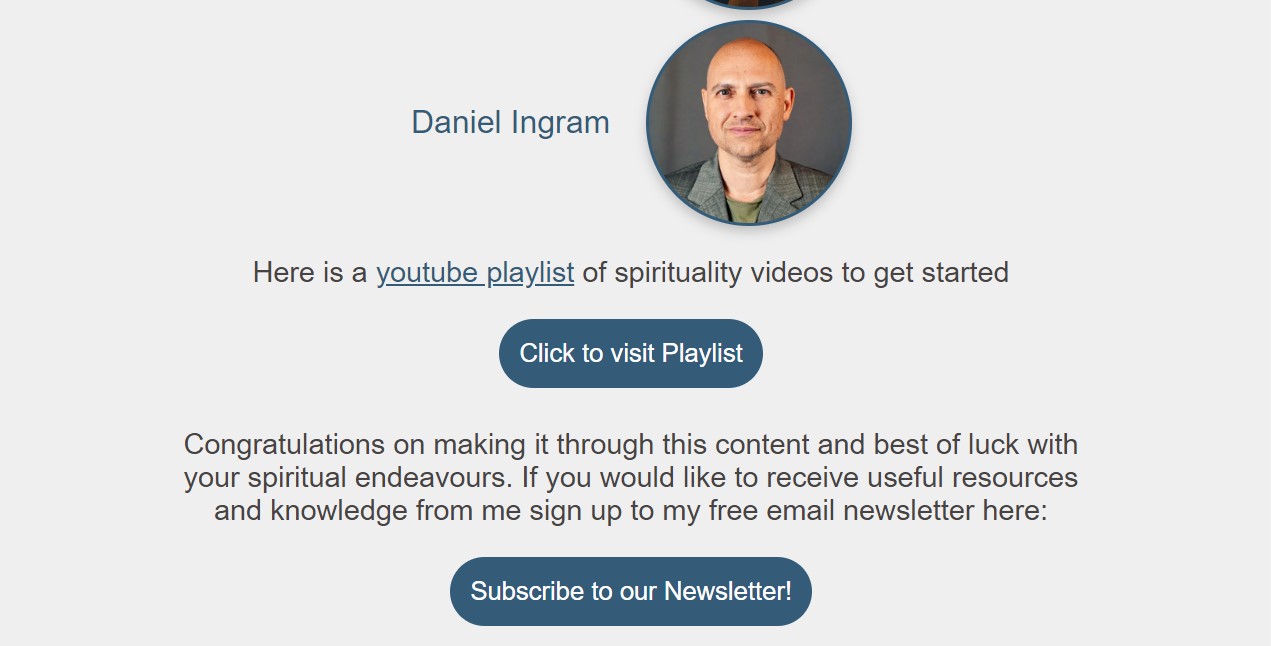 Daniel Ingram
Here is a youtube playlist of spirituality videos to get started
Click to visit Playlist
Congratulations on making it through this content and best of luck with
your spiritual endeavours. If you would like to receive useful resources
and knowledge from me sign up to my free email newsletter here:
Subscribe to our Newsletter!